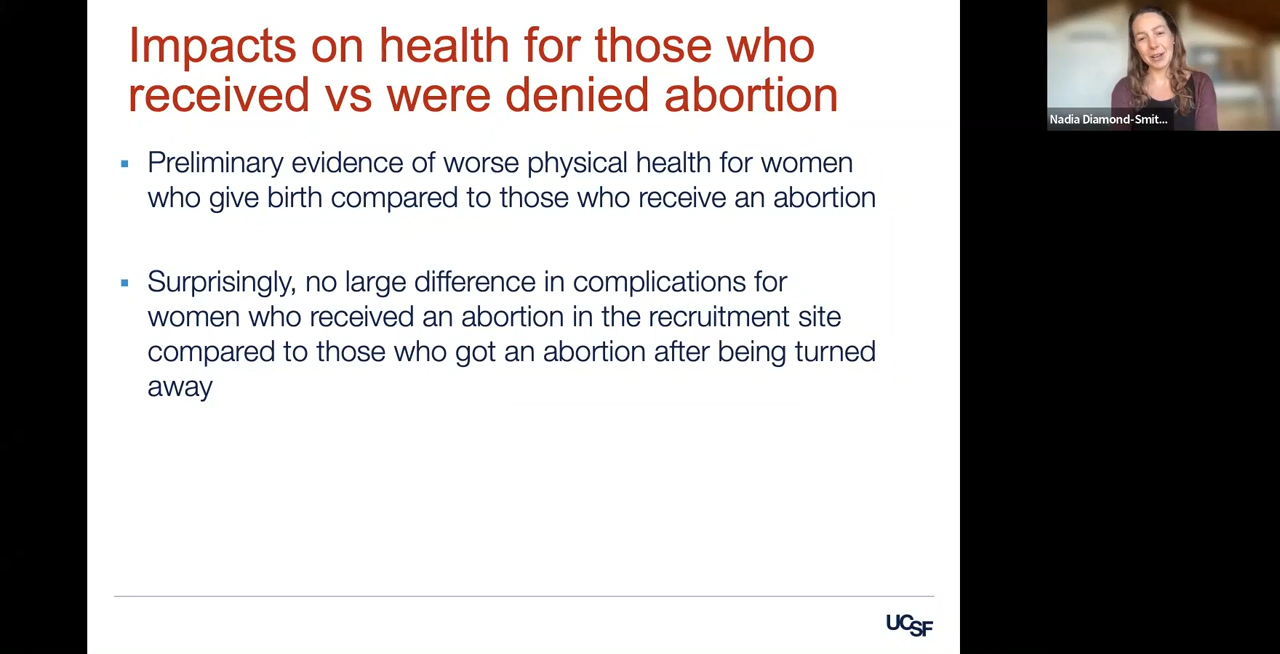 Impacts on health for those who
received vs were denied abortion
▪ Preliminary evidence of worse physical health for women
who give birth compared to those who receive an abortion
▪ Surprisingly, no large difference in complications for
women who received an abortion in the recruitment site
compared to those who got an abortion after being turned
away
UCSF
Nadia Diamond-Smit...